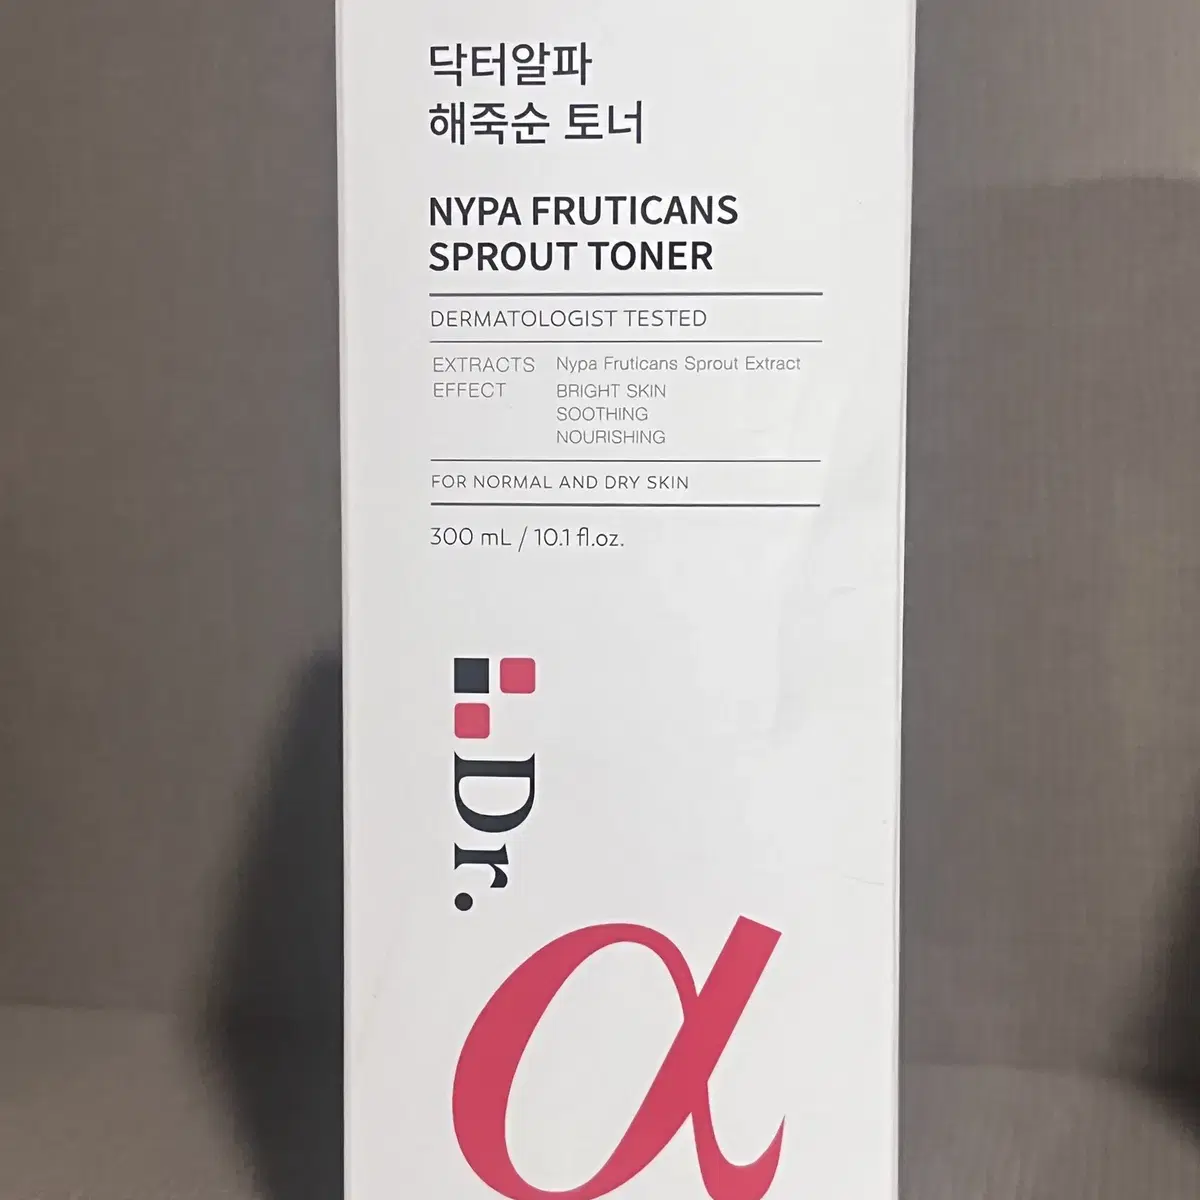 닥터알파
해죽순 토너
NYPA FRUTICANS
SPROUT TONER
DERMATOLOGIST TESTED
EXTRACTS Nypa Fruticans Sprout Extract
EFFECT BRIGHT SKIN
SOOTHING
NOURISHING
FOR NORMAL AND DRY SKIN
300 mL / 10.1 fl.oz.
Dr.
α